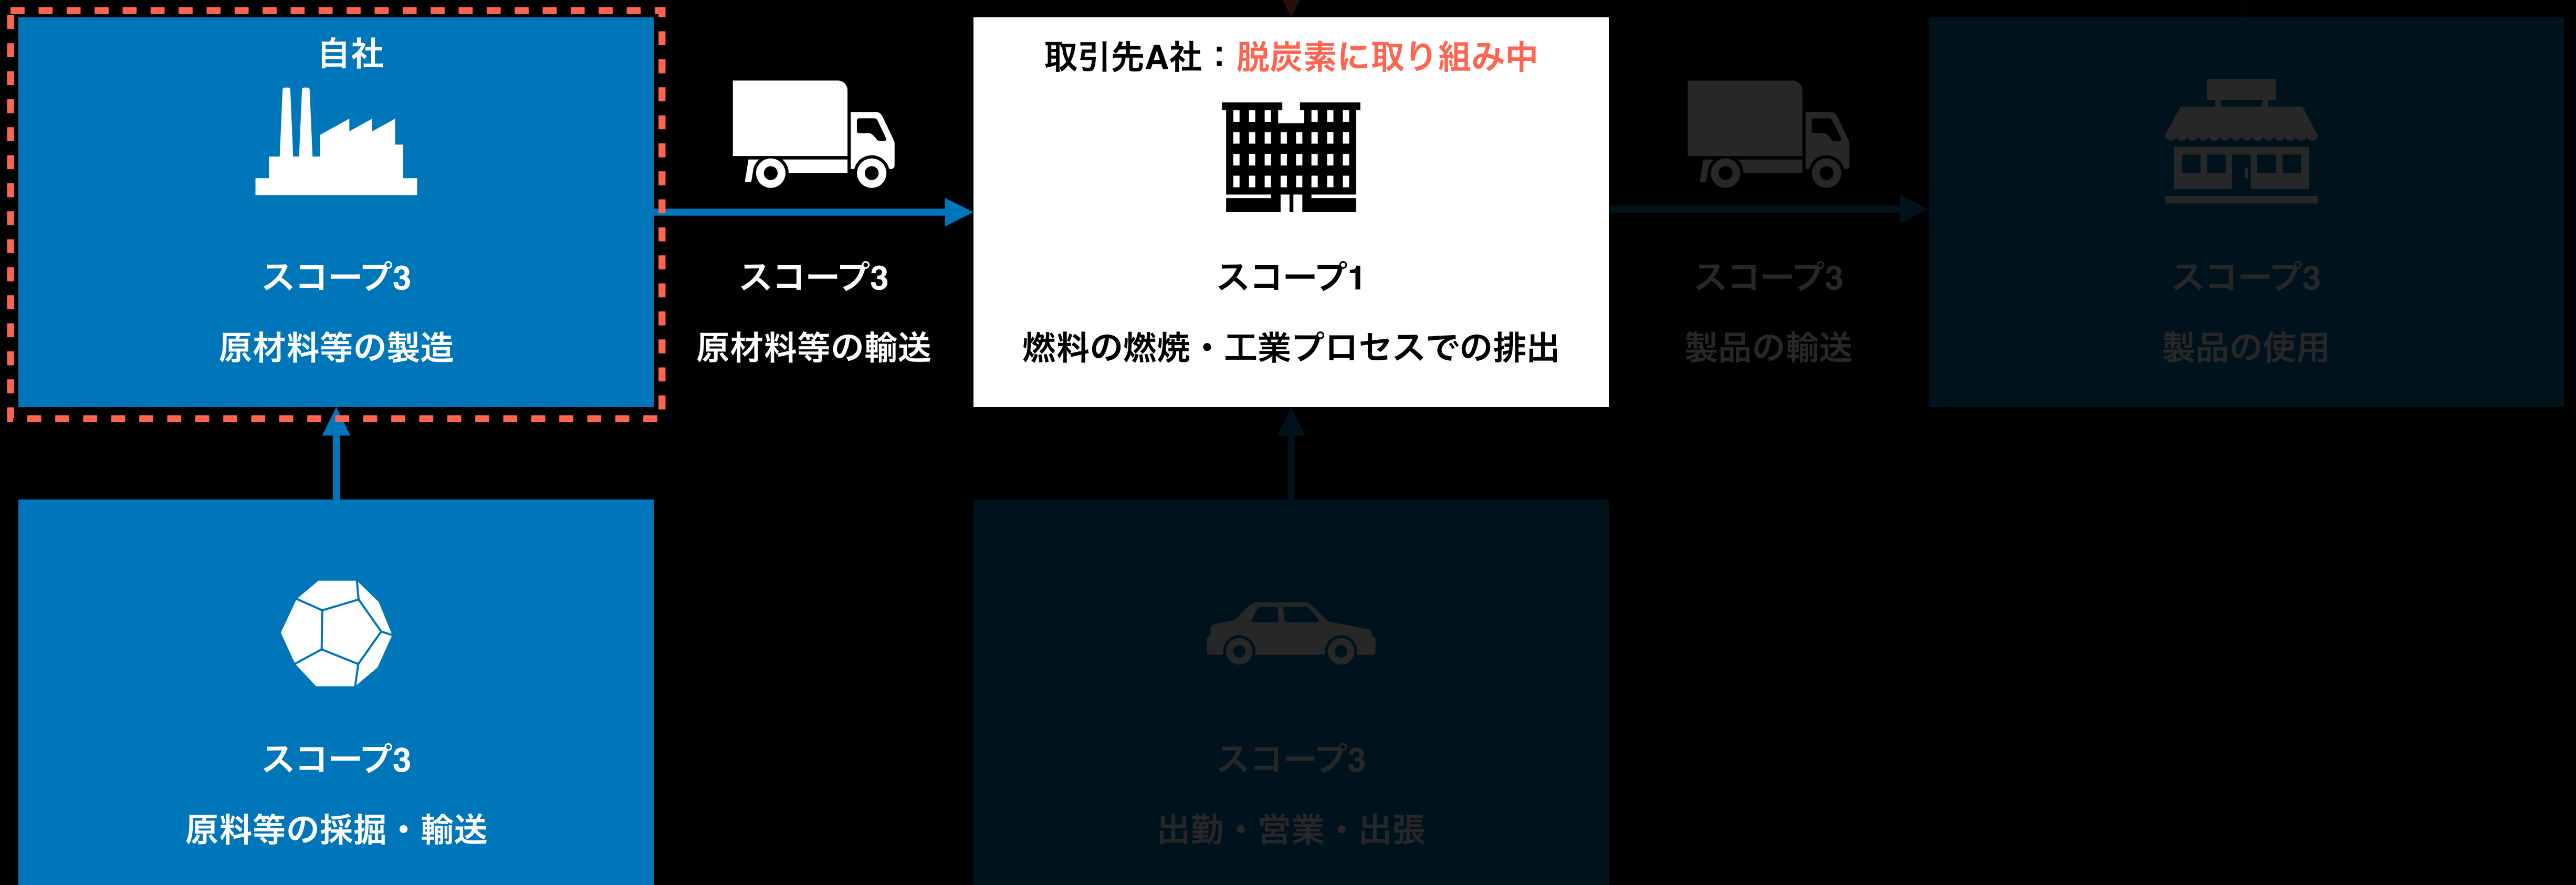 自社
スコープ3
原材料等の製造
スコープ3
原材料等の輸送
取引先A社：脱炭素に取り組み中
スコープ1
燃料の燃焼・工業プロセスでの排出
スコープ3
製品の輸送
スコープ3
製品の使用
スコープ3
原料等の採掘・輸送
スコープ3
出勤・営業・出張